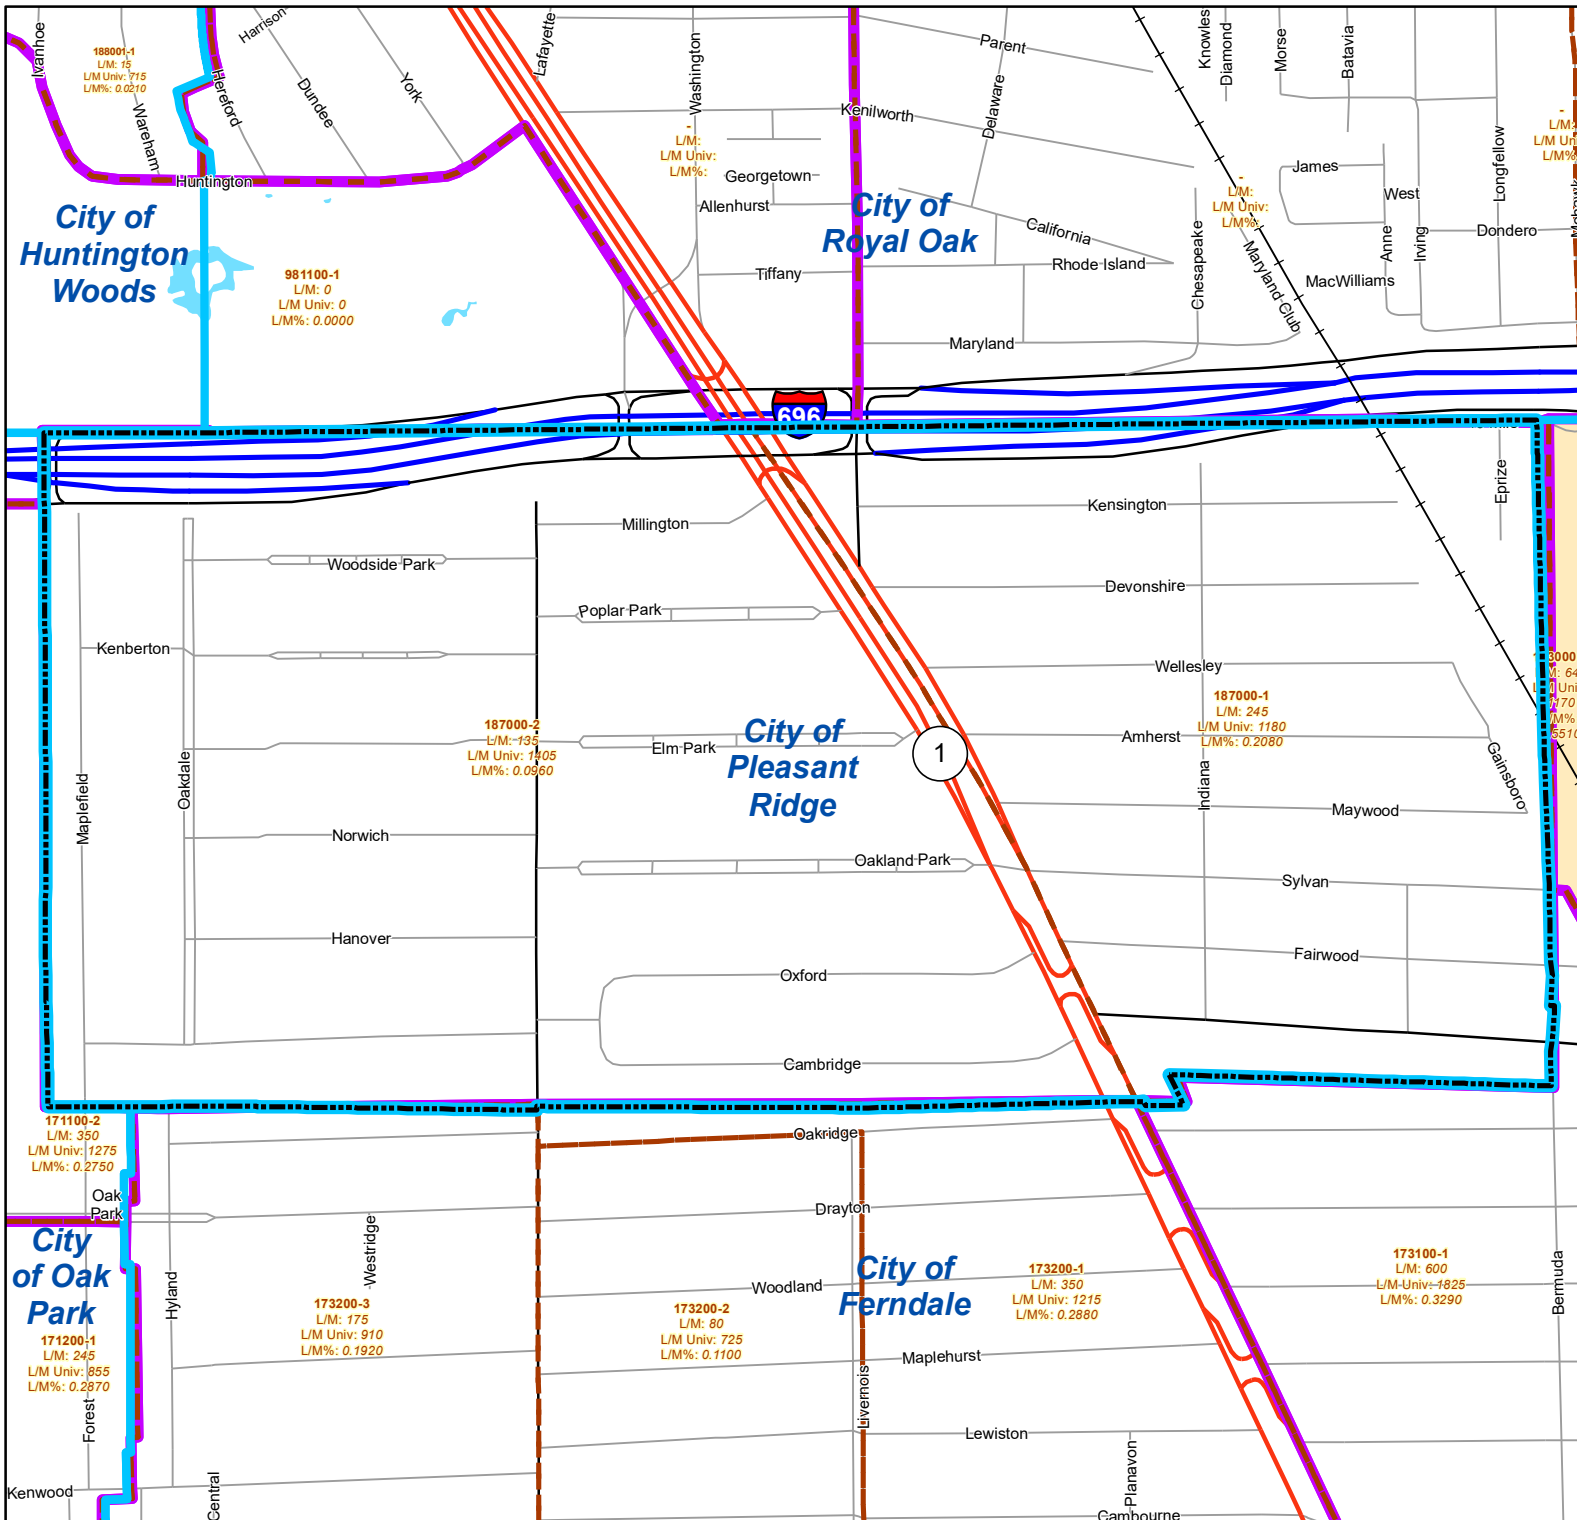 Ivanhoe
188001-1
L/M: 15
L/M Univ: 715
L/M%: 0.0210
Wareham
Harrison
Hereford
Dundee
York
Lafayette
Washington
Parent
Kenilworth
Delaware
Knowles
Diamond
Morse
Batavia
Longfellow
-
L/M:
L/M Univ:
L/M%:
Georgetown
Allenhurst
Tiffany
Huntington
City of
Huntington
Woods
981100-1
L/M: 0
L/M Univ: 0
L/M%: 0.0000
City of
Royal Oak
California
Rhode Island
Maryland
Chesapeake
-
L/M:
L/M Univ:
L/M%:
Maryland Club
James
West
Anne
Irving
Dondero
MacWilliams
-
L/M:
L/M Un
L/M%
696
Eprize
Millington
Kensington
Woodside Park
Poplar Park
Devonshire
Kenberton
Wellesley
187000-2
L/M: 135
L/M Univ: 1405
L/M%: 0.0960
Elm Park
City of
Pleasant
Ridge
1
187000-1
L/M: 245
L/M Univ: 1180
L/M%: 0.2080
Amherst
Indiana
Gainsboro
Maplefield
Oakdale
Norwich
Maywood
Oakland Park
Sylvan
Hanover
Fairwood
Oxford
Cambridge
171100-2
L/M: 350
L/M Univ: 1275
L/M%: 0.2750
Oak
Park
City
of Oak
Park
171200-1
L/M: 245
L/M Univ: 855
L/M%: 0.2870
Forest
Kenwood
Hyland
Central
Westridge
173200-3
L/M: 175
L/M Univ: 910
L/M%: 0.1920
Oakridge
Drayton
Woodland
173200-2
L/M: 80
L/M Univ: 725
L/M%: 0.1100
City of
Ferndale
173200-1
L/M: 350
L/M Univ: 1215
L/M%: 0.2880
Maplehurst
Livernois
Lewiston
Planavon
Cambourne
173100-1
L/M: 600
L/M Univ: 1825
L/M%: 0.3290
Bermuda